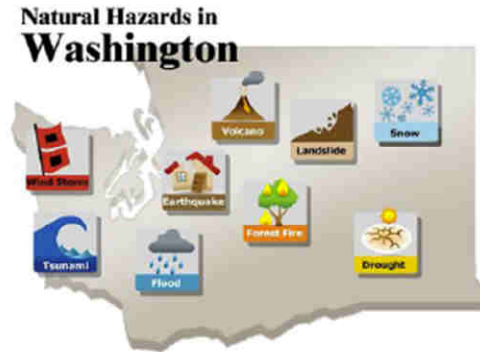 Natural Hazards in
Washington
Volcano
Landslide
Snow
Wind Storm
Earthquake
Forest Fire
Tsunami
Flood
Drought